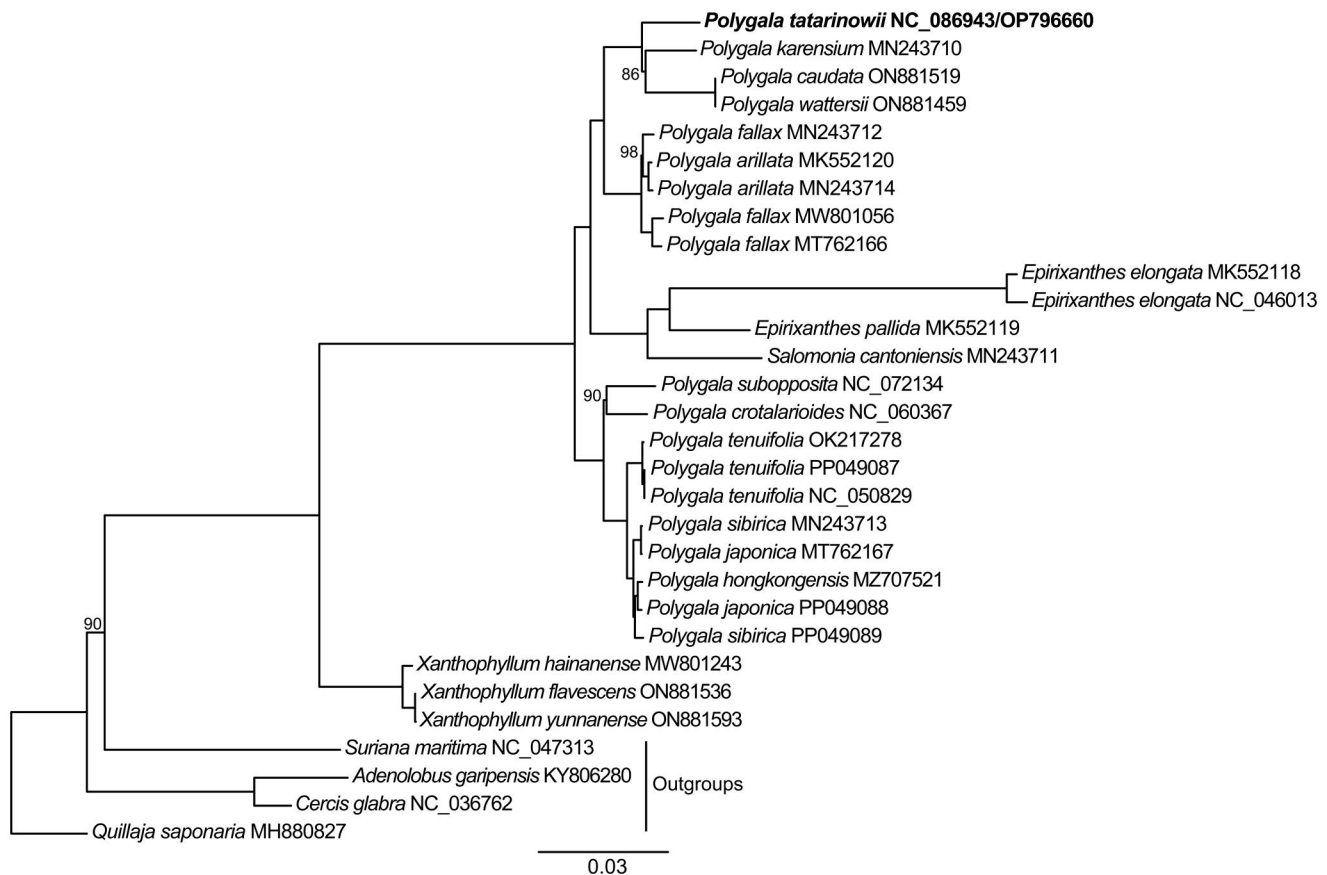 Polygala tatarinowii NC_086943/OP796660
Polygala karensium MN243710
86
Polygala caudata ON881519
Polygala wattersii ON881459
Polygala fallax MN243712
98
Polygala arillata MK552120
Polygala arillata MN243714
Polygala fallax MW801056
Polygala fallax MT762166
Epirixanthes elongata MK552118
Epirixanthes elongata NC_046013
Epirixanthes pallida MK552119
Salomonia cantoniensis MN243711
Polygala subopposita NC_072134
90
Polygala crotalarioides NC_060367
Polygala tenuifolia OK217278
Polygala tenuifolia PP049087
Polygala tenuifolia NC_050829
Polygala sibirica MN243713
Polygala japonica MT762167
Polygala hongkongensis MZ707521
Polygala japonica PP049088
90
Polygala sibirica PP049089
Xanthophyllum hainanense MW801243
Xanthophyllum flavescens ON881536
Xanthophyllum yunnanense ON881593
Suriana maritima NC_047313
Adenolobus garipensis KY806280
Outgroups
Cercis glabra NC_036762
Quillaja saponaria MH880827
0.03